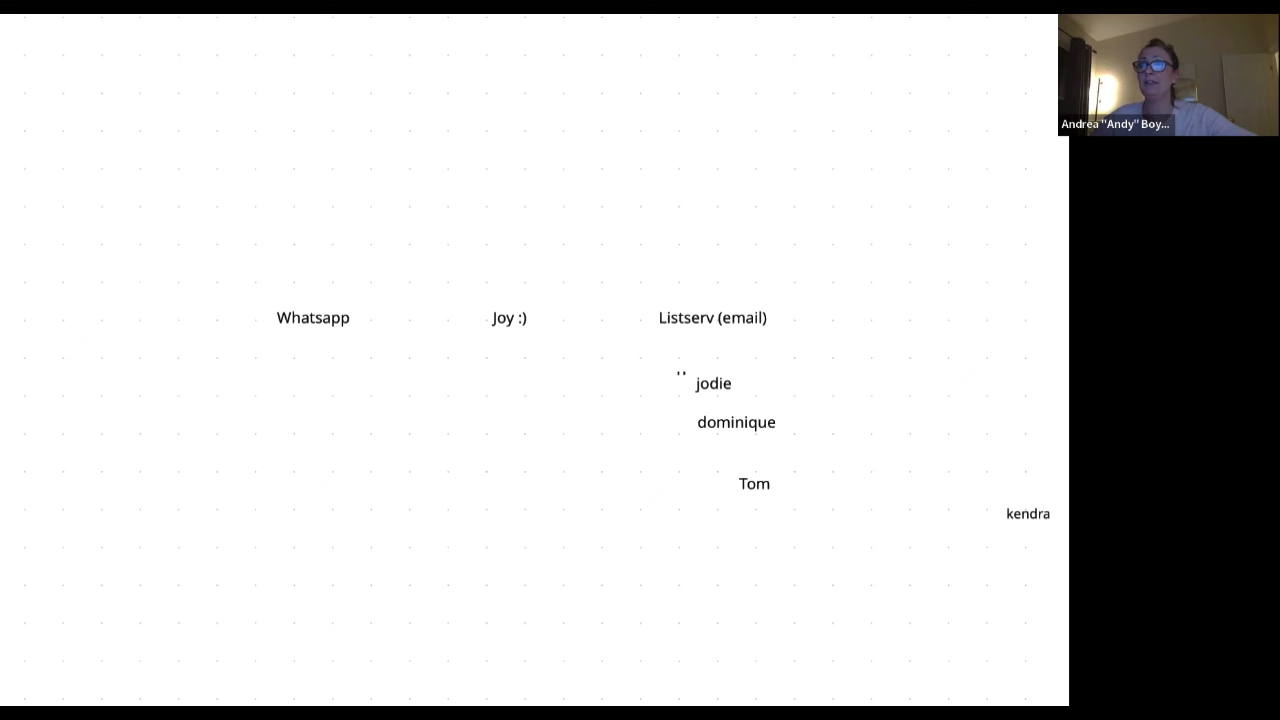 Andrea "Andy" Boy...
Whatsapp
Joy :)
Listserv (email)
jodie
dominique
Tom
kendra